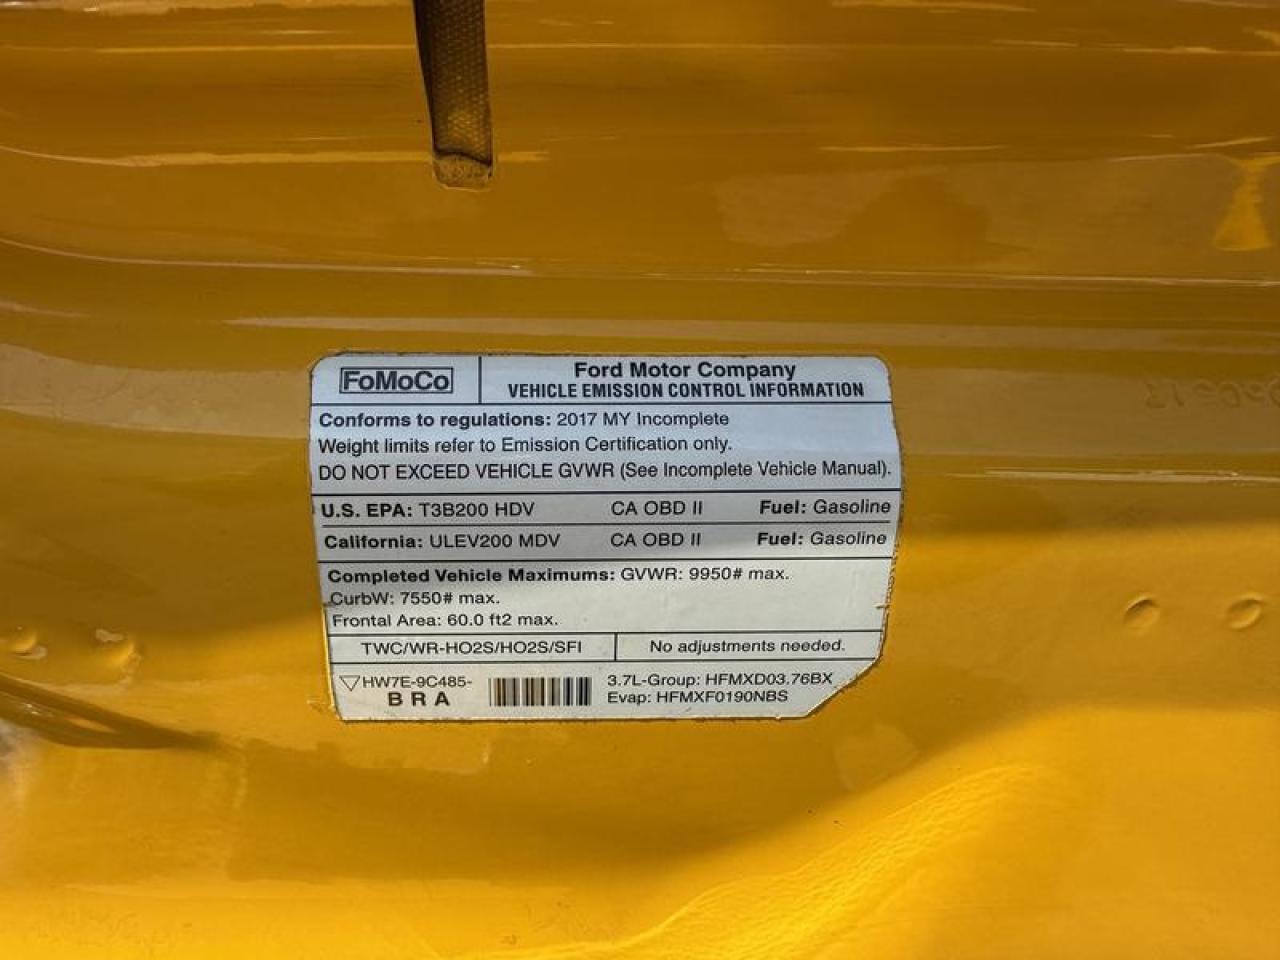 FoMoCo
Ford Motor Company
VEHICLE EMISSION CONTROL INFORMATION
Conforms to regulations: 2017 MY Incomplete
Weight limits refer to Emission Certification only.
DO NOT EXCEED VEHICLE GVWR (See Incomplete Vehicle Manual).
U.S. EPA: T3B200 HDV CA OBD II Fuel: Gasoline
California: ULEV200 MDV CA OBD II Fuel: Gasoline
Completed Vehicle Maximums: GVWR: 9950# max.
CurbW: 7550# max.
Frontal Area: 60.0 ft2 max.
TWC/WR-HO2S/HO2S/SFI No adjustments needed.
HW7E-9C485-
BRA
3.7L-Group: HFMXD03.76BX
Evap: HFMXF0190NBS